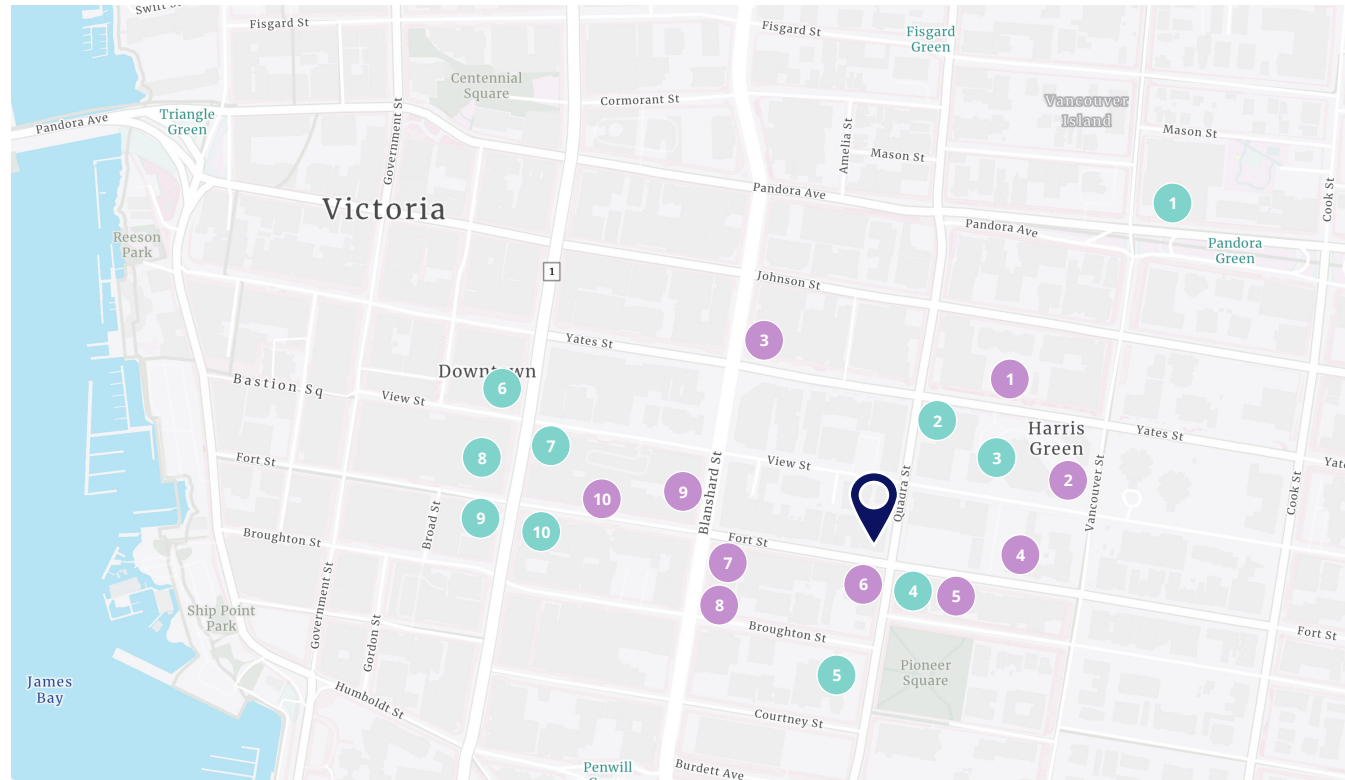 Swift St
Fisgard St
Fisgard St
Fisgard
Green
Centennial
Square
Cormorant St
Vancouver
Island
Triangle
Green
Pandora Ave
Government St
Amelia St
Mason St
Mason St
Pandora Ave
Cook St
1
Victoria
Pandora Ave
Reeson
Park
Pandora
Green
1
Johnson St
Yates St
3
Downtown
1
6
Bastion Sq
View St
2
Harris
Green
Yates St
Yat
7
8
Fort St
3
View St
2
Quadra St
Vancouver St
Cook St
Blanshard St
9
10
9
Broad St
10
Broughton St
Fort St
4
7
6
4
5
8
Government St
Ship Point
Park
Gordon St
Broughton St
Fort St
5
Pioneer
Square
James
Bay
Humboldt St
Courtney St
Penwill
Burdett Ave